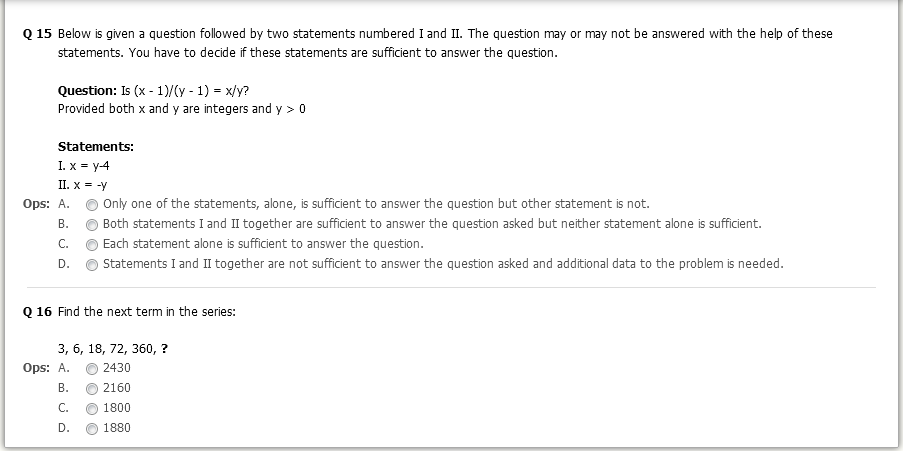 Q 15 Below is given a question followed by two statements numbered I and II. The question may or may not be answered with the help of these
statements. You have to decide if these statements are sufficient to answer the question.
Question: Is (x - 1)/(y - 1) = x/y?
Provided both x and y are integers and y > 0
Statements:
I. x = y-4
II. x = -y
Ops: A. Only one of the statements, alone, is sufficient to answer the question but other statement is not.
B. Both statements I and II together are sufficient to answer the question asked but neither statement alone is sufficient.
C. Each statement alone is sufficient to answer the question.
D. Statements I and II together are not sufficient to answer the question asked and additional data to the problem is needed.
Q 16 Find the next term in the series:
3, 6, 18, 72, 360, ?
Ops: A. 2430
B. 2160
C. 1800
D. 1880